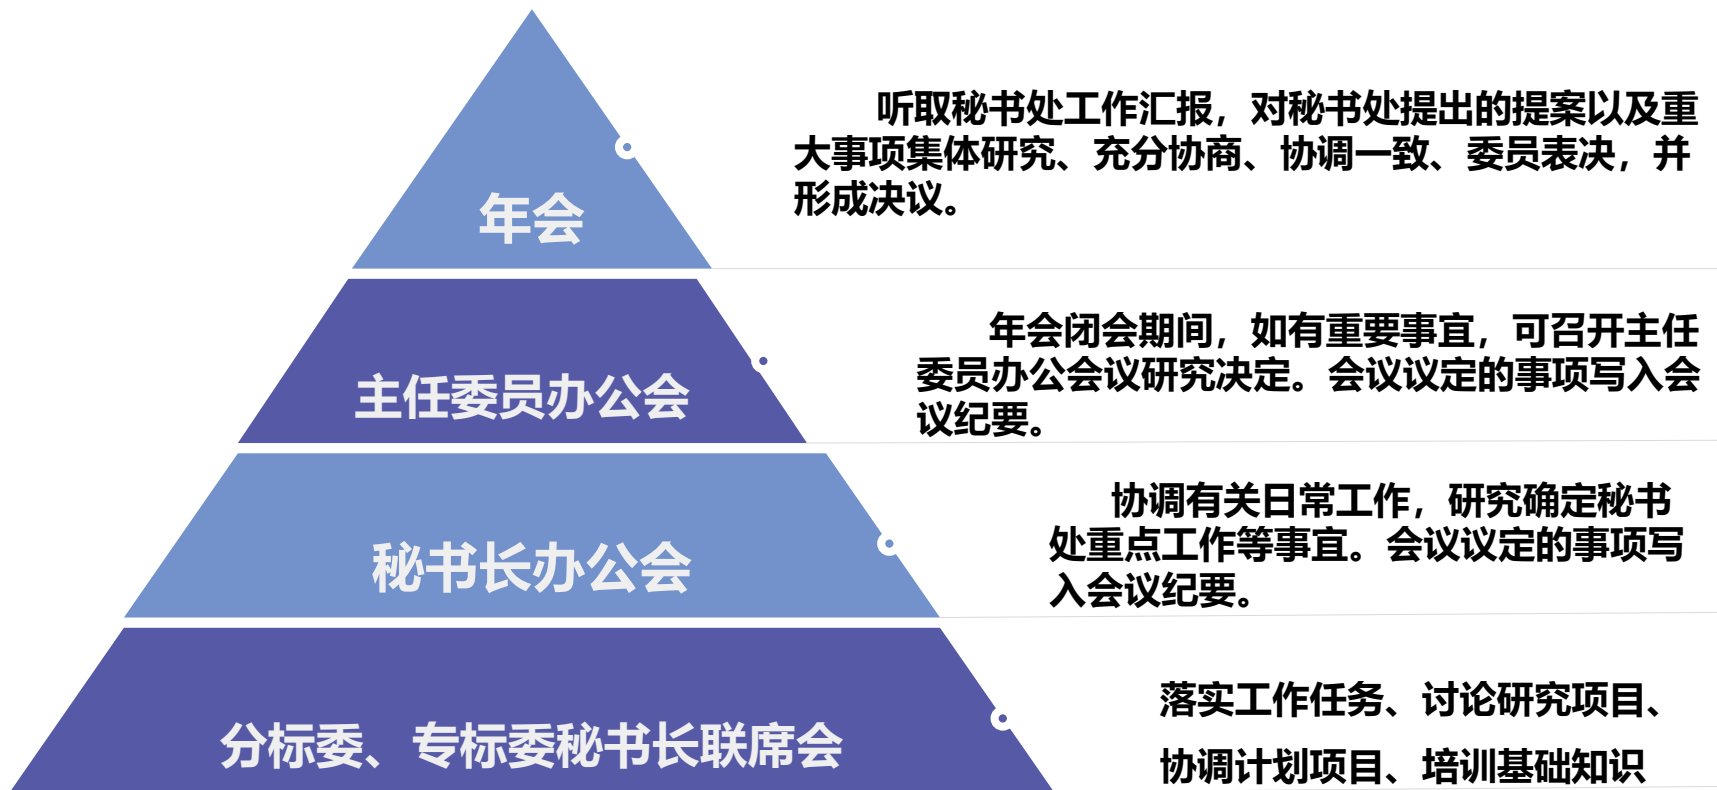 听取秘书处工作汇报，对秘书处提出的提案以及重
大事项集体研究、充分协商、协调一致、委员表决，并
形成决议。
年会
年会闭会期间，如有重要事宜，可召开主任
委员办公会议研究决定。会议议定的事项写入会
议纪要。
主任委员办公会
协调有关日常工作，研究确定秘书
处重点工作等事宜。会议议定的事项写
入会议纪要。
秘书长办公会
落实工作任务、讨论研究项目、
协调计划项目、培训基础知识
分标委、专标委秘书长联席会